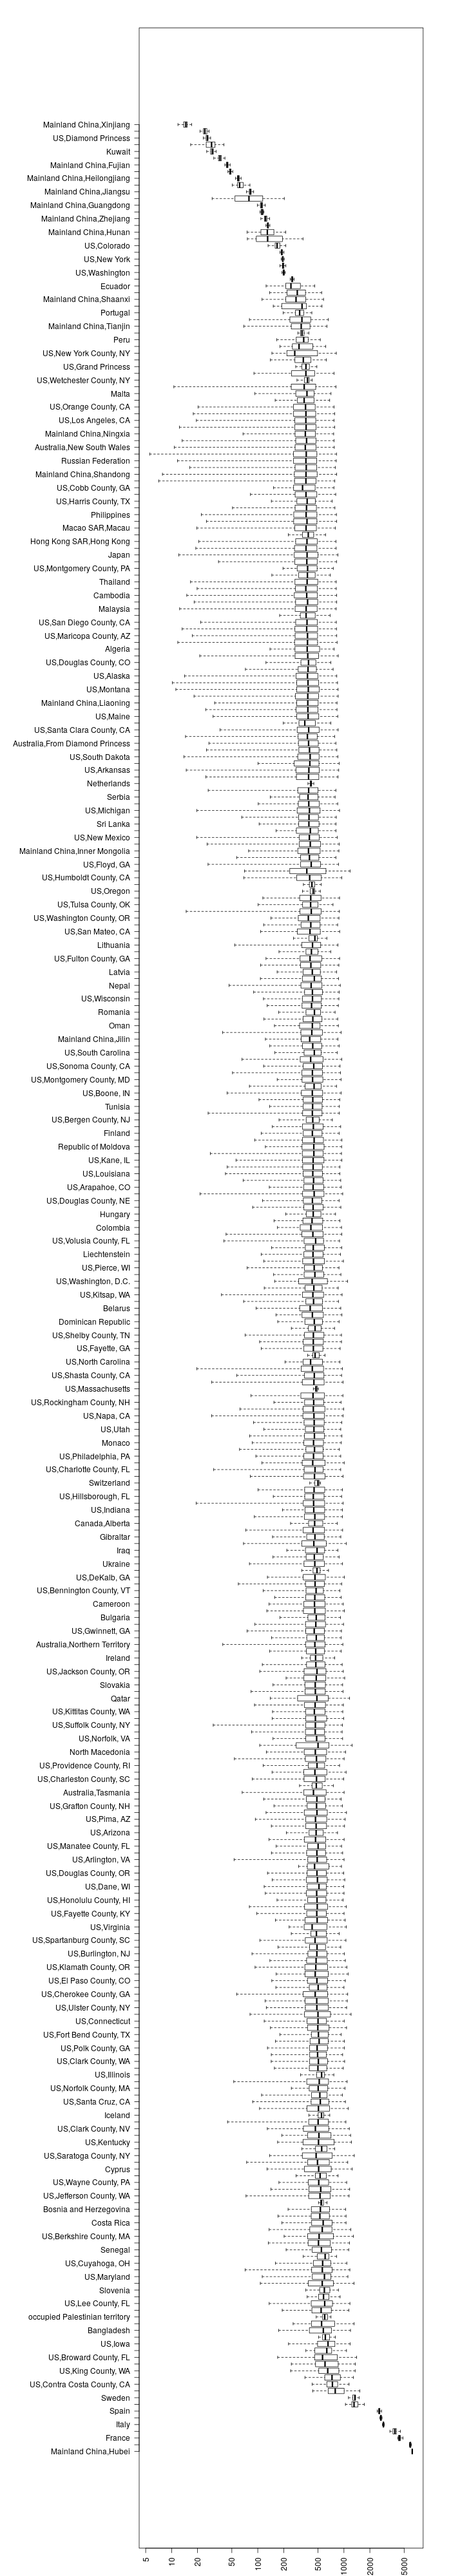 Mainland China,Xinjiang
US,Diamond Princess
Kuwait
Mainland China,Fujian
Mainland China,Heilongjiang
Mainland China,Jiangsu
Mainland China,Guangdong
Mainland China,Zhejiang
Mainland China,Hunan
US,Colorado
US,New York
US,Washington
Ecuador
Mainland China,Shaanxi
Portugal
Mainland China,Tianjin
Peru
US,New York County, NY
US,Grand Princess
US,Wetchester County, NY
Malta
US,Orange County, CA
US,Los Angeles, CA
Mainland China,Ningxia
Australia,New South Wales
Russian Federation
Mainland China,Shandong
US,Cobb County, GA
US,Harris County, TX
Philippines
Macao SAR,Macau
Hong Kong SAR,Hong Kong
Japan
US,Montgomery County, PA
Thailand
Cambodia
Malaysia
US,San Diego County, CA
US,Maricopa County, AZ
Algeria
US,Douglas County, CO
US,Alaska
US,Montana
Mainland China,Liaoning
US,Maine
US,Santa Clara County, CA
Australia,From Diamond Princess
US,South Dakota
US,Arkansas
Netherlands
Serbia
US,Michigan
Sri Lanka
US,New Mexico
Mainland China,Inner Mongolia
US,Floyd, GA
US,Humboldt County, CA
US,Oregon
US,Tulsa County, OK
US,Washington County, OR
US,San Mateo, CA
Lithuania
US,Fulton County, GA
Latvia
Nepal
US,Wisconsin
Romania
Oman
Mainland China,Jilin
US,South Carolina
US,Sonoma County, CA
US,Montgomery County, MD
US,Boone, IN
Tunisia
US,Bergen County, NJ
Finland
Republic of Moldova
US,Kane, IL
US,Louisiana
US,Arapahoe, CO
US,Douglas County, NE
Hungary
Colombia
US,Volusia County, FL
Liechtenstein
US,Pierce, WI
US,Washington, D.C.
US,Kitsap, WA
Belarus
Dominican Republic
US,Shelby County, TN
US,Fayette, GA
US,North Carolina
US,Shasta County, CA
US,Massachusetts
US,Rockingham County, NH
US,Napa, CA
US,Utah
Monaco
US,Philadelphia, PA
US,Charlotte County, FL
Switzerland
US,Hillsborough, FL
US,Indiana
Canada,Alberta
Gibraltar
Iraq
Ukraine
US,DeKalb, GA
US,Bennington County, VT
Cameroon
Bulgaria
US,Gwinnett, GA
Australia,Northern Territory
Ireland
US,Jackson County, OR
Slovakia
Qatar
US,Kittitas County, WA
US,Suffolk County, NY
US,Norfolk, VA
North Macedonia
US,Providence County, RI
US,Charleston County, SC
Australia,Tasmania
US,Grafton County, NH
US,Pima, AZ
US,Arizona
US,Manatee County, FL
US,Arlington, VA
US,Douglas County, OR
US,Dane, WI
US,Honolulu County, HI
US,Fayette County, KY
US,Virginia
US,Spartanburg County, SC
US,Burlington, NJ
US,Klamath County, OR
US,El Paso County, CO
US,Cherokee County, GA
US,Ulster County, NY
US,Connecticut
US,Fort Bend County, TX
US,Polk County, GA
US,Clark County, WA
US,Illinois
US,Norfolk County, MA
US,Santa Cruz, CA
Iceland
US,Clark County, NV
US,Kentucky
US,Saratoga County, NY
Cyprus
US,Wayne County, PA
US,Jefferson County, WA
Bosnia and Herzegovina
Costa Rica
US,Berkshire County, MA
Senegal
US,Cuyahoga, OH
US,Maryland
Slovenia
US,Lee County, FL
occupied Palestinian territory
Bangladesh
US,Iowa
US,Broward County, FL
US,King County, WA
US,Contra Costa County, CA
Sweden
Spain
Italy
France
Mainland China,Hubei
5 10 20 50 100 200 500 1000 2000 5000